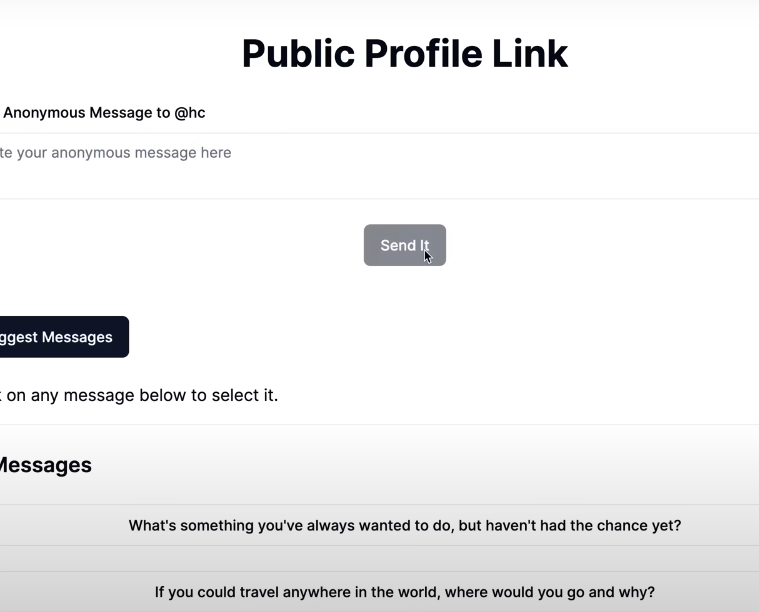 Public Profile Link
Anonymous Message to @hc
te your anonymous message here
Send It
ggest Messages
on any message below to select it.
Messages
What's something you've always wanted to do, but haven't had the chance yet?
If you could travel anywhere in the world, where would you go and why?